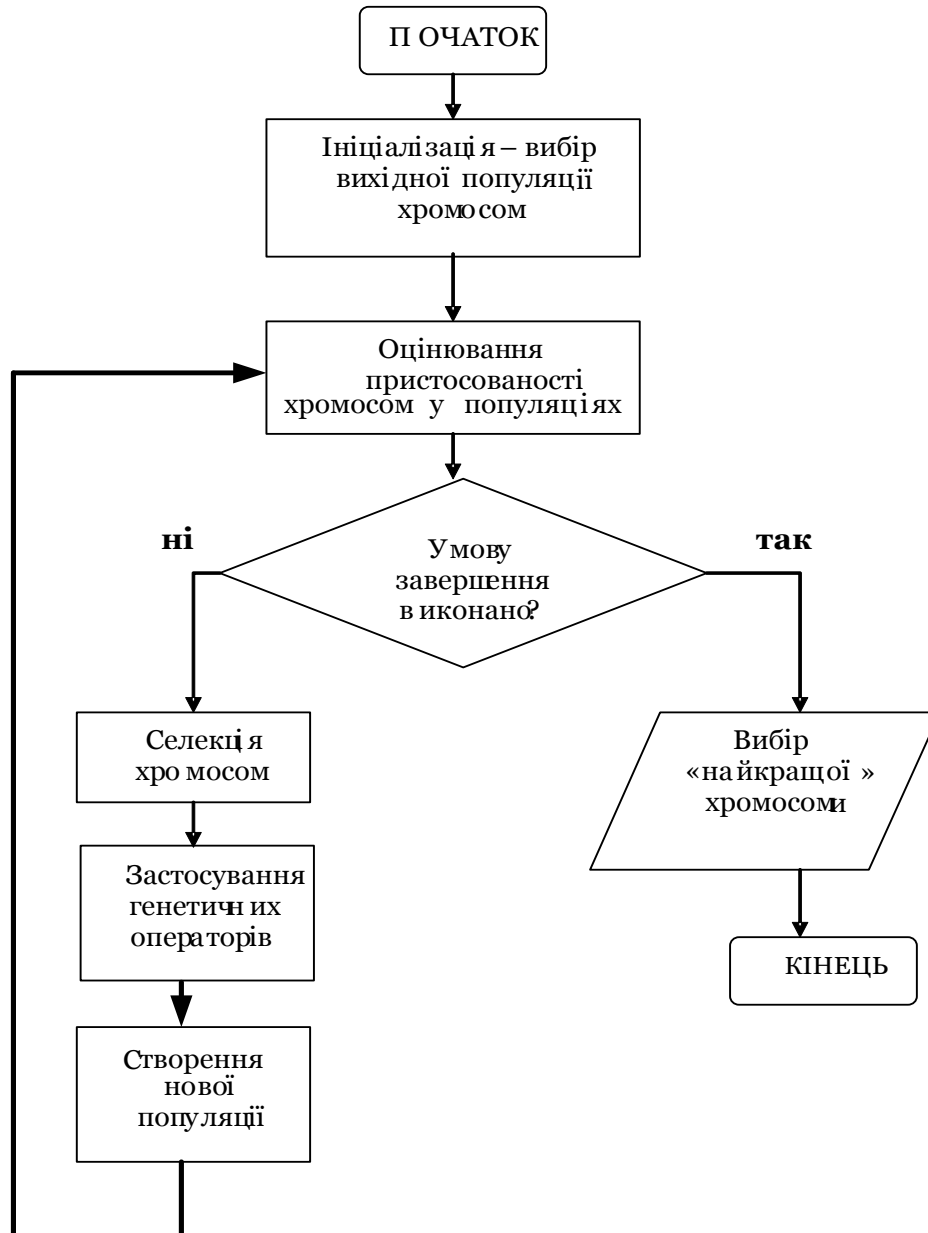 ПОЧАТОК
Ініціалізація – вибір
вихідної популяції
хромосом
Оцінювання
пристосованості
хромосом у популяціях
ні
так
Умову
завершення
виконано?
Селекція
хромосом
Вибір
«найкращої»
хромосоми
Застосування
генетичних
операторів
КІНЕЦЬ
Створення
нової
популяції